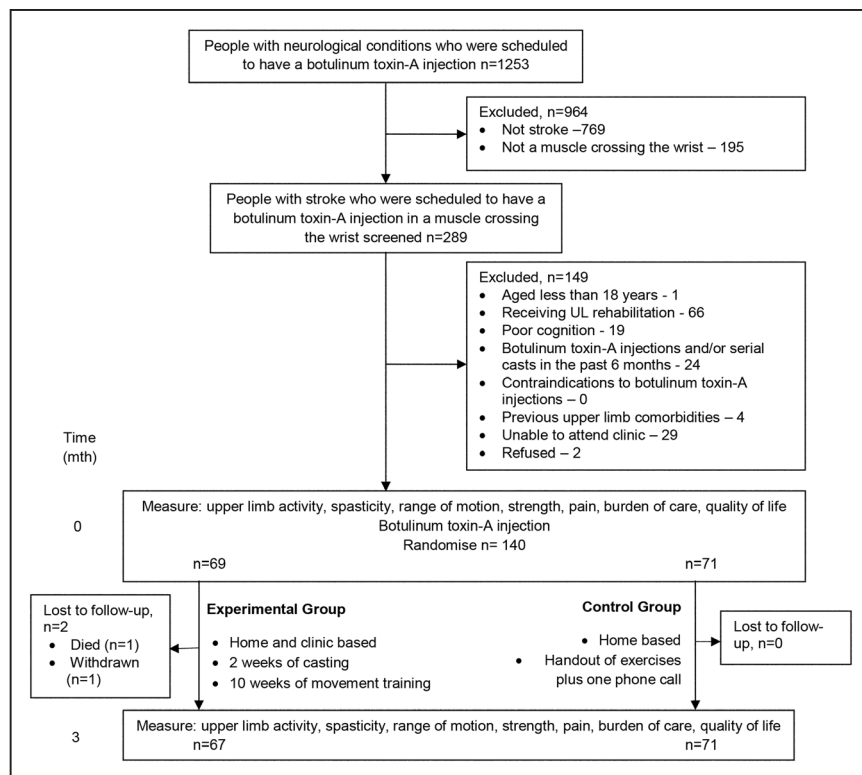 People with neurological conditions who were scheduled
to have a botulinum toxin-A injection n=1253
Excluded, n=964
• Not stroke –769
• Not a muscle crossing the wrist – 195
People with stroke who were scheduled to have a
botulinum toxin-A injection in a muscle crossing
the wrist screened n=289
Excluded, n=149
• Aged less than 18 years - 1
• Receiving UL rehabilitation - 66
• Poor cognition - 19
• Botulinum toxin-A injections and/or serial
casts in the past 6 months - 24
• Contraindications to botulinum toxin-A
injections – 0
• Previous upper limb comorbidities – 4
• Unable to attend clinic – 29
• Refused – 2
Time
(mth)
0
Measure: upper limb activity, spasticity, range of motion, strength, pain, burden of care, quality of life
Botulinum toxin-A injection
Randomise n= 140
n=69 n=71
Lost to follow-up,
n=2
• Died (n=1)
• Withdrawn
(n=1)
Experimental Group
• Home and clinic based
• 2 weeks of casting
• 10 weeks of movement training
Control Group
• Home based
• Handout of exercises
plus one phone call
Lost to follow-
up, n=0
3
Measure: upper limb activity, spasticity, range of motion, strength, pain, burden of care, quality of life
n=67 n=71